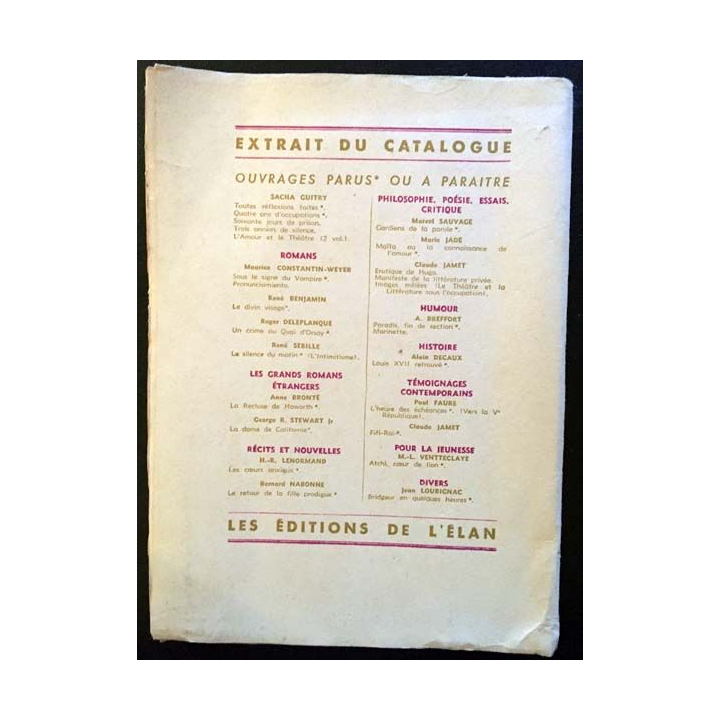 EXTRAIT DU CATALOGUE
OUVRAGES PARUS* OU A PARAITRE
SACHA GUITRY
Toutes réflexions faites*.
Quatre ans d'occupations*.
Soixante jours de prison.
Trois années de silence.
L'Amour et le Théâtre (2 vol.).
ROMANS
Maurice CONSTANTIN-WEYER
Sous le signe du Vampire*.
Pronunciamiento.
René BENJAMIN
Le divin visage*.
Roger DELEPLANQUE
Un crime au Quai d'Orsay*.
René SEBILLE
Le silence du matin* (L'Intimctisme).
LES GRANDS ROMANS
ÉTRANGERS
Anne BRONTË
La Recluse de Haworth*.
George R. STEWART Jr
La dame de Californie*.
RÉCITS ET NOUVELLES
H.-R. LENORMAND
Les cœurs anxieux*.
Bernard NABONNE
Le retour de la fille prodigue*
PHILOSOPHIE, POÉSIE, ESSAIS,
CRITIQUE
Marcel SAUVAGE
Gardiens de la parole*.
Marie JADE
Maïta ou la connaissance de
l'amour*.
Claude JAMET
Erotique de Hugo.
Manifeste de la littérature privée.
Images mêlées (Le Théâtre et la
Littérature sous l'occupation).
HUMOUR
A. BREFFORT
Paradis, fin de section*.
Marinette.
HISTOIRE
Alain DECAUX
Louis XVII retrouvé*.
TÉMOIGNAGES
CONTEMPORAINS
Paul FAURE
L'heure des échéances*. (Vers la Ve
République).
Claude JAMET
Fifi-Roi*.
POUR LA JEUNESSE
M.-L. VENTTECLAYE
Atchi, cœur de lion*.
DIVERS
Jean LOUBIGNAC
Bridgeur en quelques heures*.
LES ÉDITIONS DE L'ÉLAN